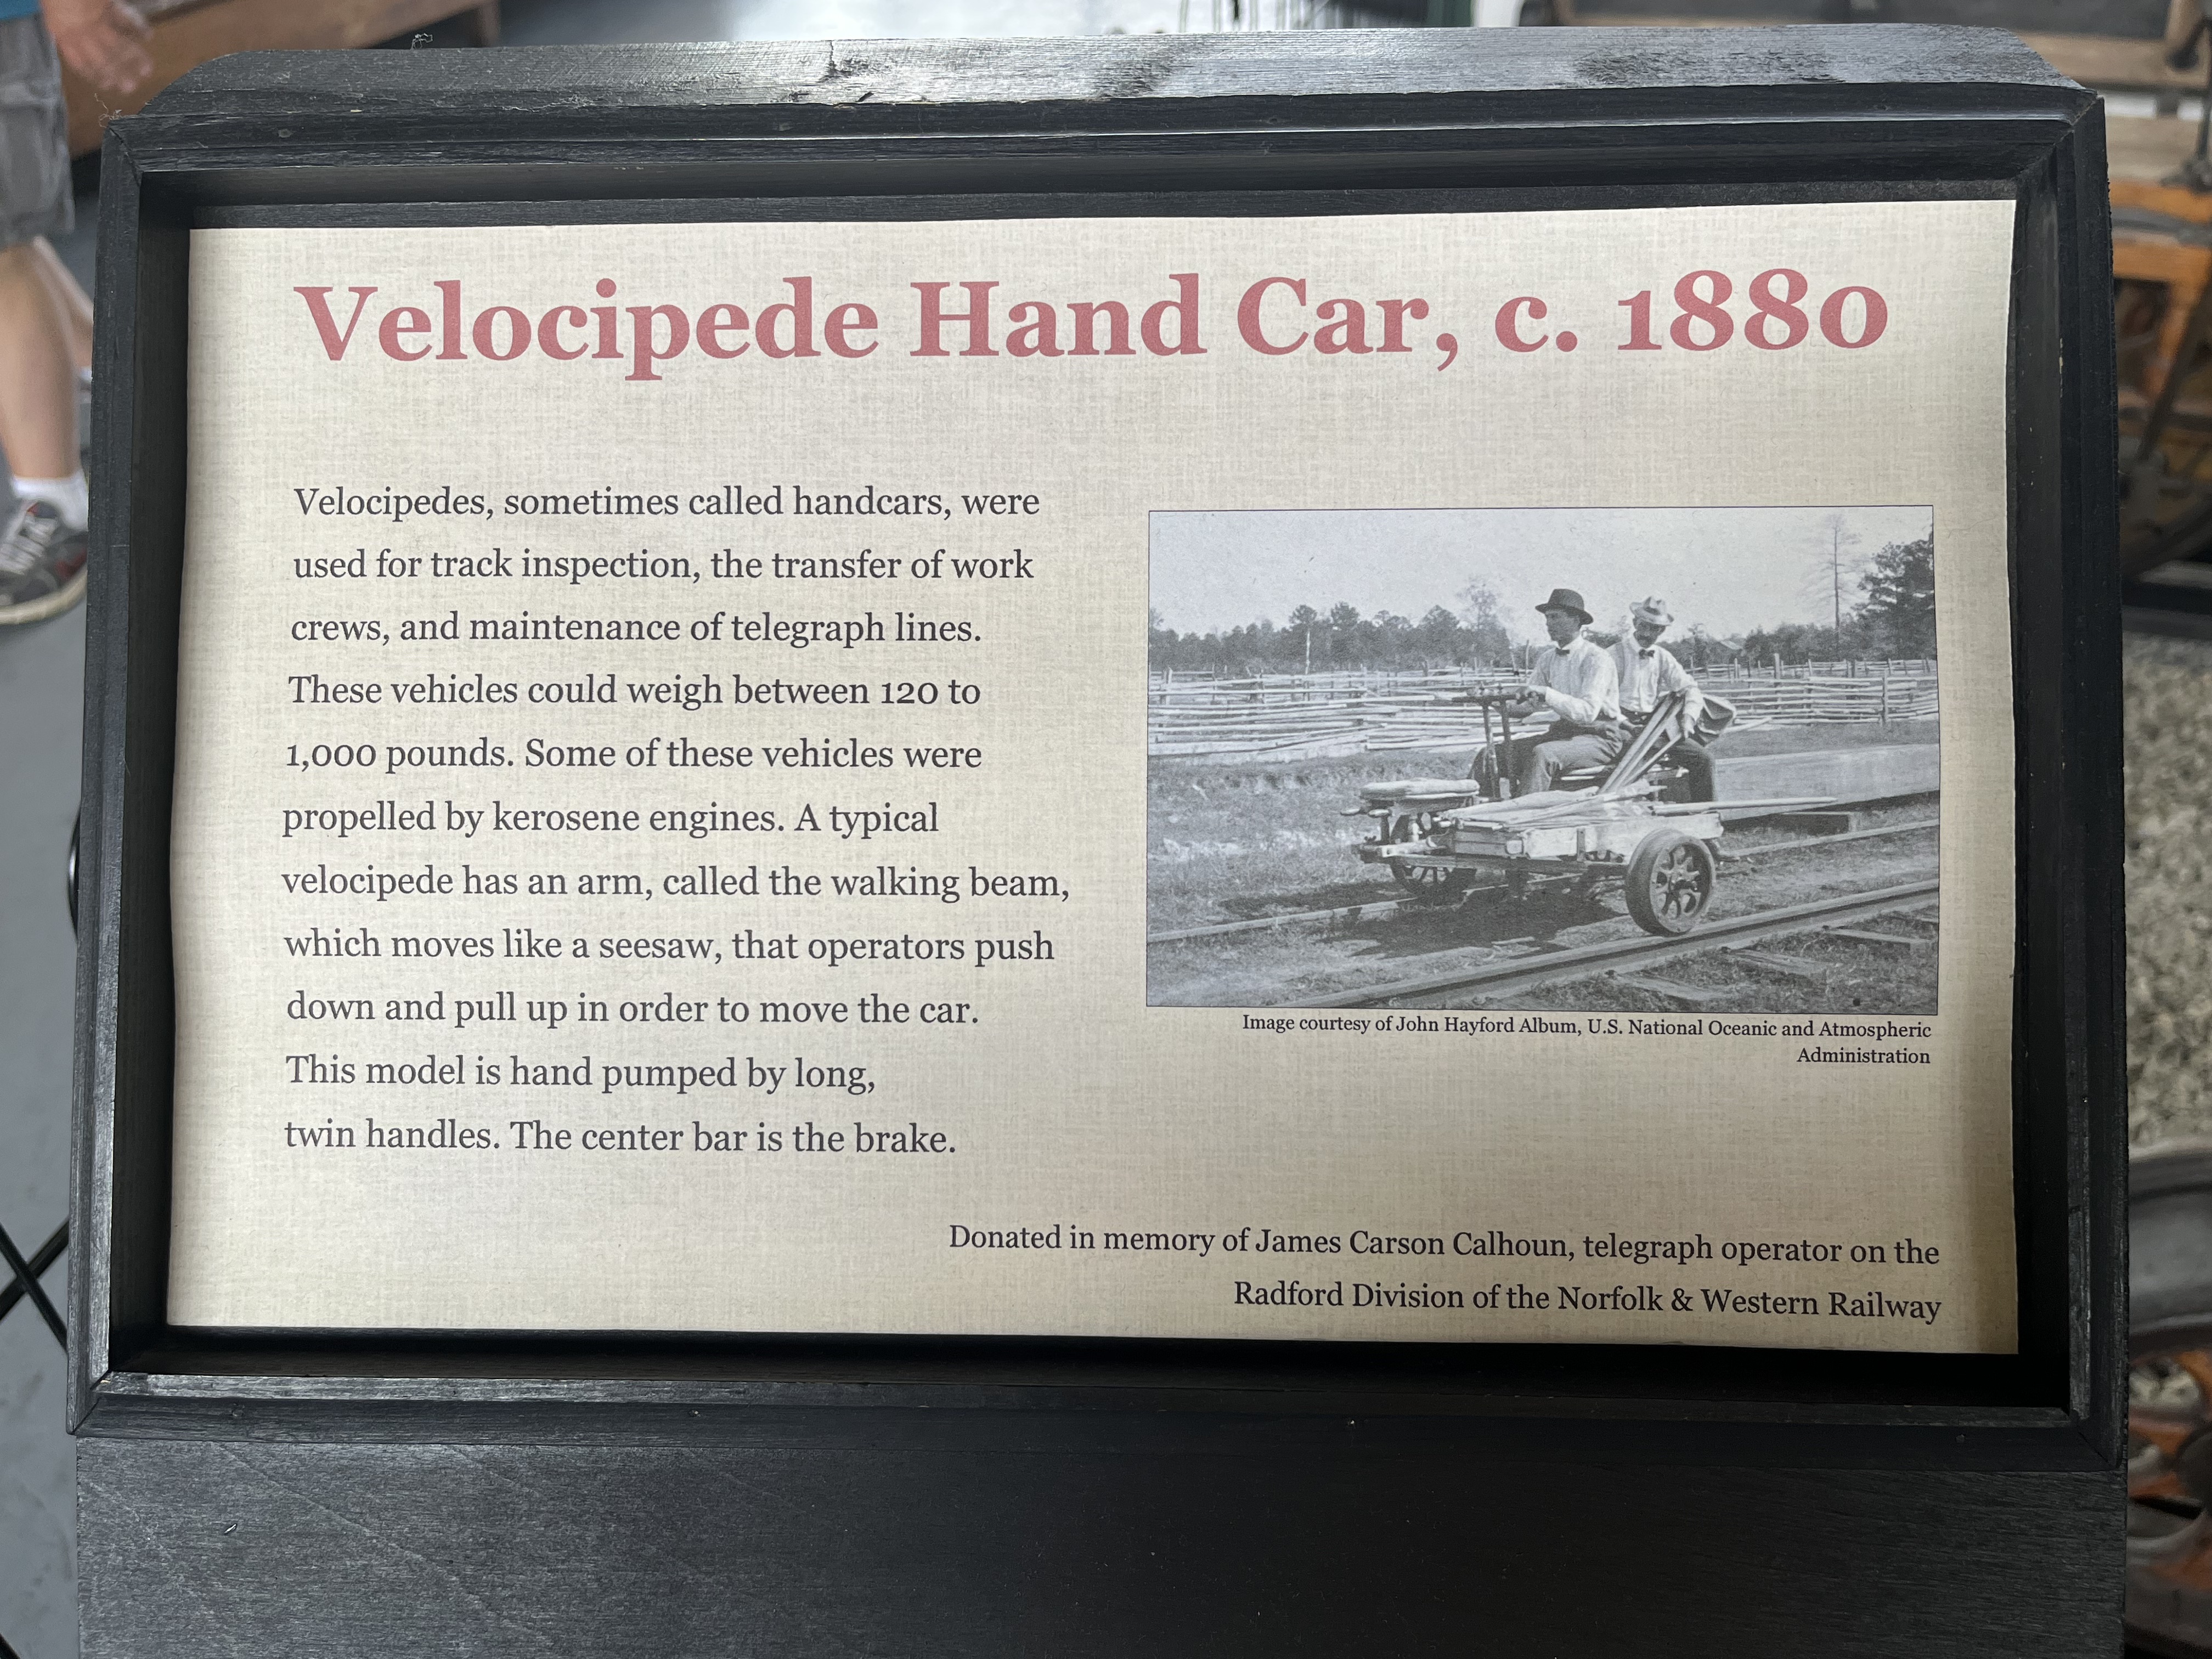 Velocipede Hand Car, c. 1880
Velocipedes, sometimes called handcars, were
used for track inspection, the transfer of work
crews, and maintenance of telegraph lines.
These vehicles could weigh between 120 to
1,000 pounds. Some of these vehicles were
propelled by kerosene engines. A typical
velocipede has an arm, called the walking beam,
which moves like a seesaw, that operators push
down and pull up in order to move the car.
This model is hand pumped by long,
twin handles. The center bar is the brake.
Image courtesy of John Hayford Album, U.S. National Oceanic and Atmospheric
Administration
Donated in memory of James Carson Calhoun, telegraph operator on the
Radford Division of the Norfolk & Western Railway